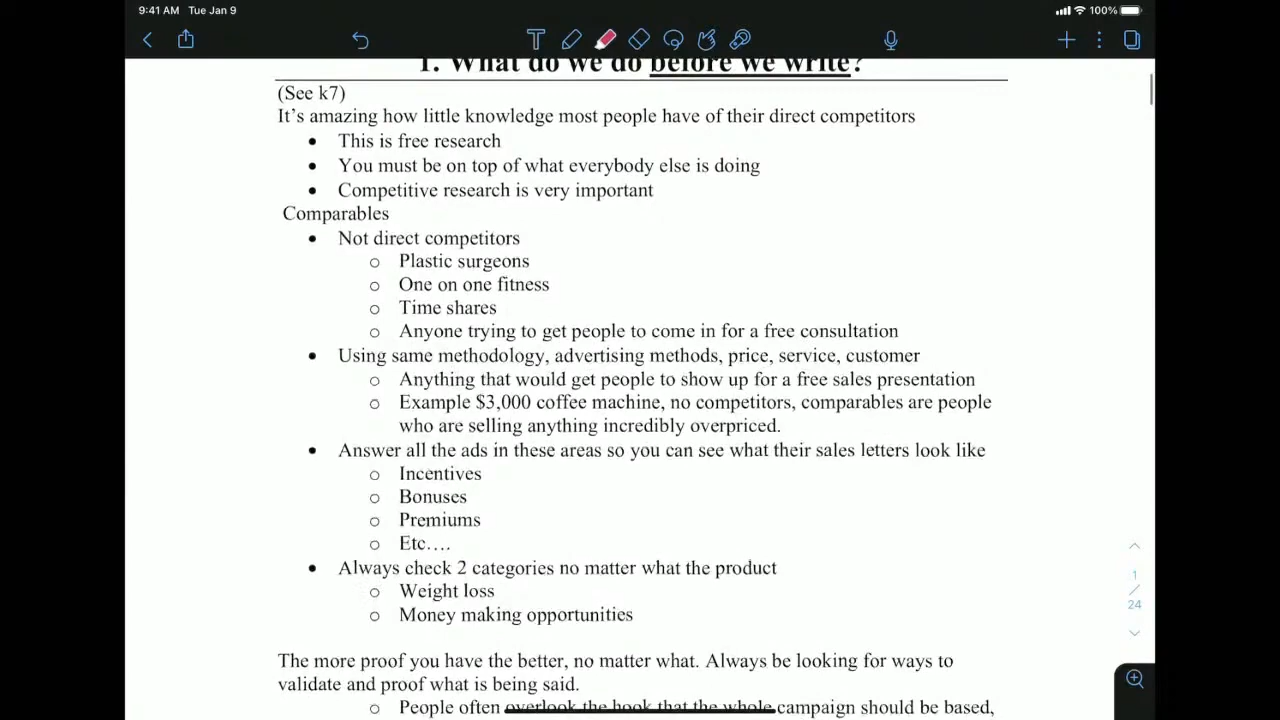 9:41 AM Tue Jan 9
100%
1. What do we do before we write?
(See k7)
It's amazing how little knowledge most people have of their direct competitors
• This is free research
• You must be on top of what everybody else is doing
• Competitive research is very important
Comparables
• Not direct competitors
o Plastic surgeons
o One on one fitness
o Time shares
o Anyone trying to get people to come in for a free consultation
• Using same methodology, advertising methods, price, service, customer
o Anything that would get people to show up for a free sales presentation
o Example $3,000 coffee machine, no competitors, comparables are people
who are selling anything incredibly overpriced.
• Answer all the ads in these areas so you can see what their sales letters look like
o Incentives
o Bonuses
o Premiums
o Etc….
• Always check 2 categories no matter what the product
o Weight loss
o Money making opportunities
1
/
24
The more proof you have the better, no matter what. Always be looking for ways to
validate and proof what is being said.
o People often overlook the hook that the whole campaign should be based,